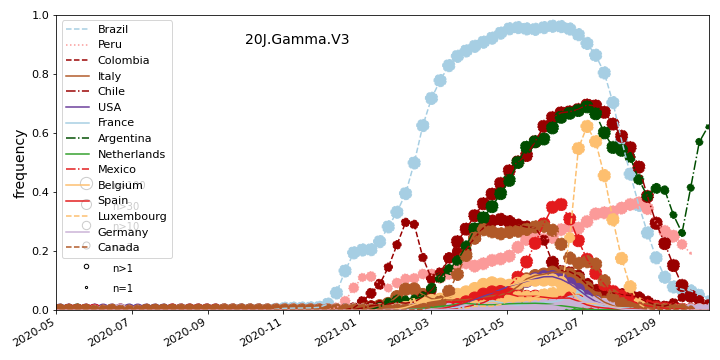 20J.Gamma.V3
frequency
1.0
0.8
0.6
0.4
0.2
0.0
Brazil
Peru
Colombia
Italy
Chile
USA
France
Argentina
Netherlands
Mexico
Belgium
Spain
Luxembourg
Germany
Canada
n>30
n>10
n>1
n=1
2020-05
2020-07
2020-09
2020-11
2021-01
2021-03
2021-05
2021-07
2021-09